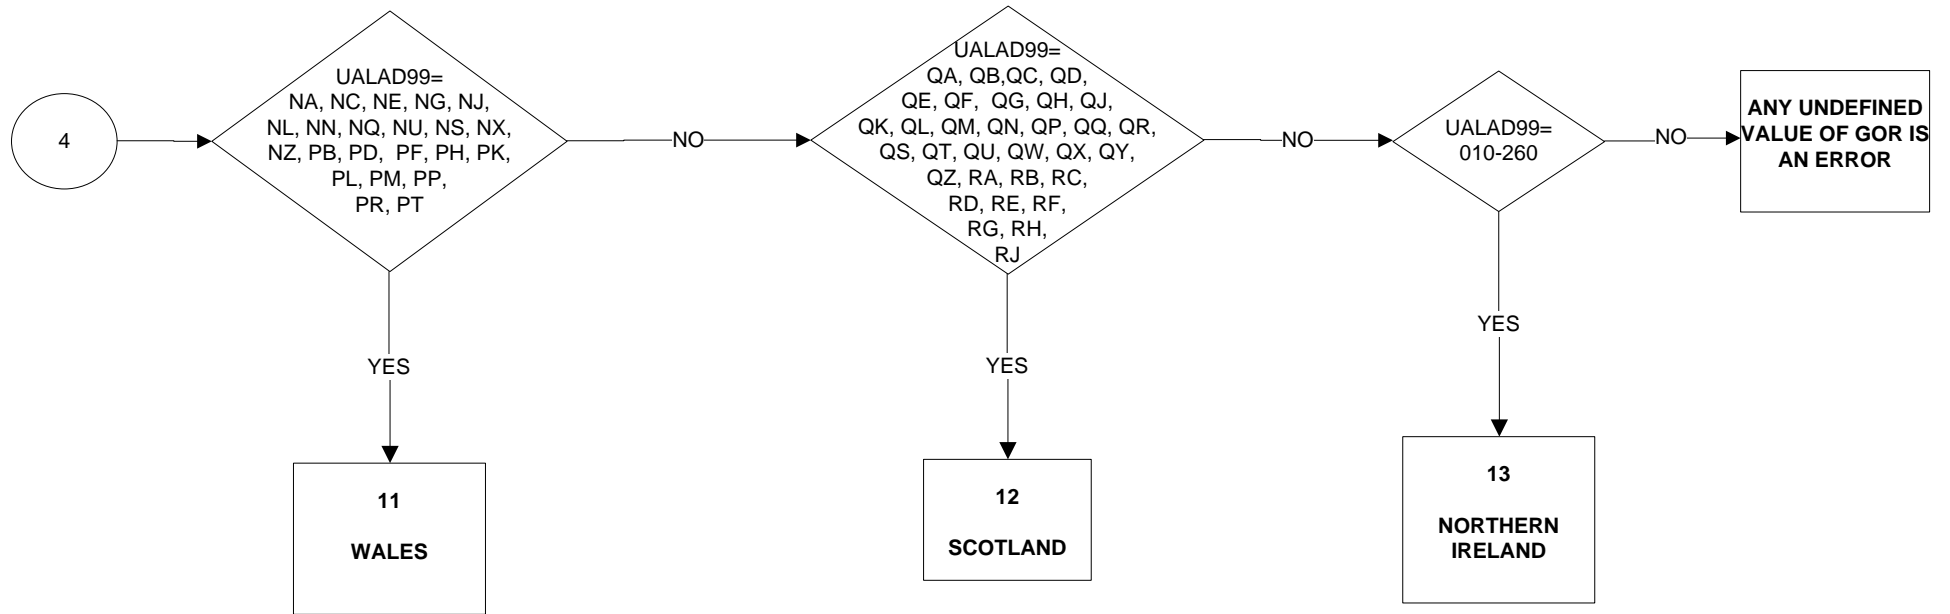 4
UALAD99=
NA, NC, NE, NG, NJ,
NL, NN, NQ, NU, NS, NX,
NZ, PB, PD, PF, PH, PK,
PL, PM, PP,
PR, PT
NO
UALAD99=
QA, QB,QC, QD,
QE, QF, QG, QH, QJ,
QK, QL, QM, QN, QP, QQ, QR,
QS, QT, QU, QW, QX, QY,
QZ, RA, RB, RC,
RD, RE, RF,
RG, RH,
RJ
NO
UALAD99=
010-260
NO
ANY UNDEFINED
VALUE OF GOR IS
AN ERROR
YES
YES
YES
11
WALES
12
SCOTLAND
13
NORTHERN
IRELAND